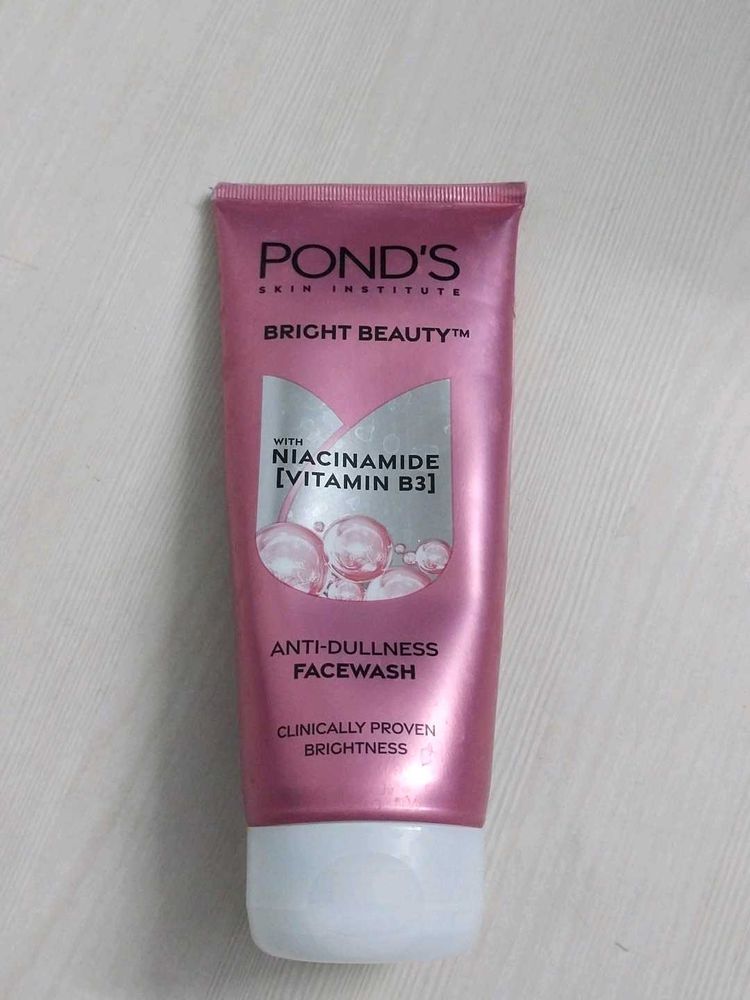 POND'S
SKIN INSTITUTE
BRIGHT BEAUTY™
WITH
NIACINAMIDE
[VITAMIN B3]
ANTI-DULLNESS
FACEWASH
CLINICALLY PROVEN
BRIGHTNESS